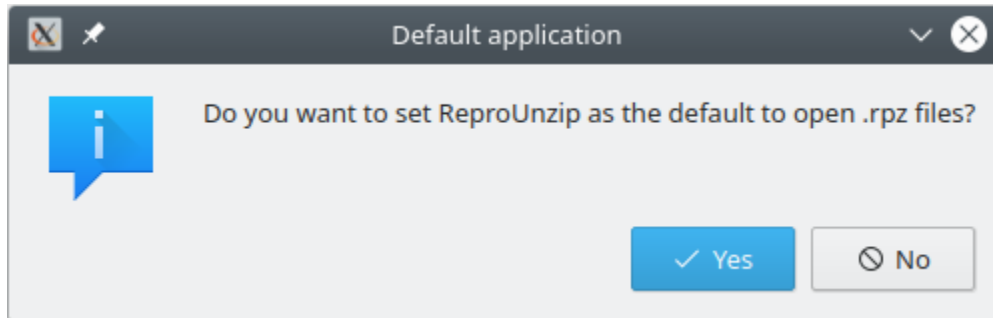 Default application
Do you want to set ReproUnzip as the default to open .rpz files?
Yes
No